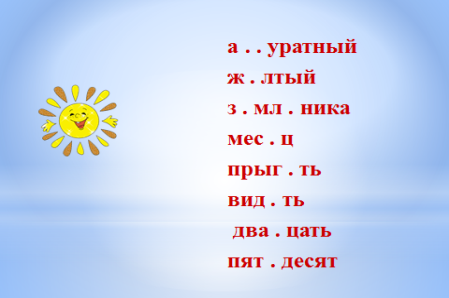 а . . уратный
ж . лтый
з . мл . ника
мес . ц
прыг . ть
вид . ть
два . цать
пят . десят